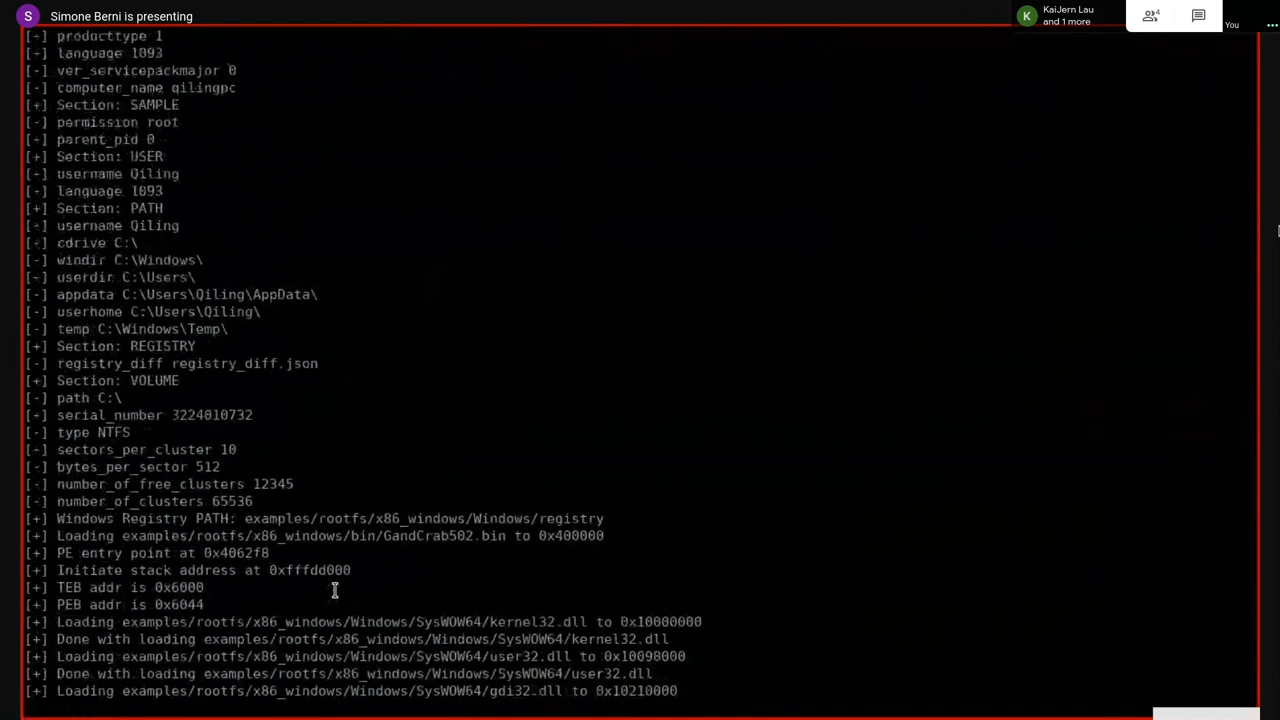 S Simone Berni is presenting
K KaiJern Lau
and 1 more
4
You
[-] producttype 1
[-] language 1093
[-] ver_servicepackmajor 0
[-] computer_name qilingpc
[+] Section: SAMPLE
[-] permission root
[-] parent_pid 0
[+] Section: USER
[-] username Qiling
[-] language 1093
[+] Section: PATH
[-] username Qiling
[-] cdrive C:\
[-] windir C:\Windows\
[-] userdir C:\Users\
[-] appdata C:\Users\Qiling\AppData\
[-] userhome C:\Users\Qiling\
[-] temp C:\Windows\Temp\
[+] Section: REGISTRY
[-] registry_diff registry_diff.json
[+] Section: VOLUME
[-] path C:\
[-] serial_number 3224010732
[-] type NTFS
[-] sectors_per_cluster 10
[-] bytes_per_sector 512
[-] number_of_free_clusters 12345
[-] number_of_clusters 65536
[+] Windows Registry PATH: examples/rootfs/x86_windows/Windows/registry
[+] Loading examples/rootfs/x86_windows/bin/GandCrab502.bin to 0x400000
[+] PE entry point at 0x4062f8
[+] Initiate stack address at 0xfffdd000
[+] TEB addr is 0x6000
[+] PEB addr is 0x6044
[+] Loading examples/rootfs/x86_windows/Windows/SysWOW64/kernel32.dll to 0x10000000
[+] Done with loading examples/rootfs/x86_windows/Windows/SysWOW64/kernel32.dll
[+] Loading examples/rootfs/x86_windows/Windows/SysWOW64/user32.dll to 0x10098000
[+] Done with loading examples/rootfs/x86_windows/Windows/SysWOW64/user32.dll
[+] Loading examples/rootfs/x86_windows/Windows/SysWOW64/gdi32.dll to 0x10210000